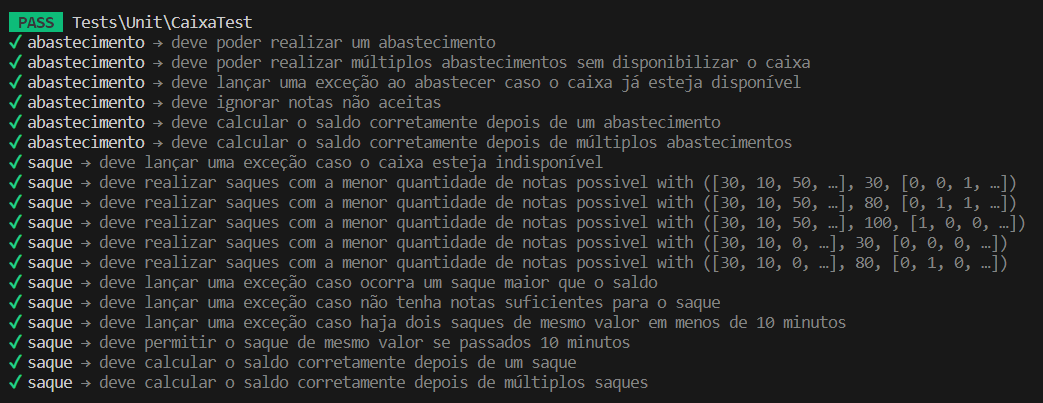 PASS Tests\Unit\CaixaTest
✓ abastecimento → deve poder realizar um abastecimento
✓ abastecimento → deve poder realizar múltiplos abastecimentos sem disponibilizar o caixa
✓ abastecimento → deve lançar uma exceção ao abastecer caso o caixa já esteja disponível
✓ abastecimento → deve ignorar notas não aceitas
✓ abastecimento → deve calcular o saldo corretamente depois de um abastecimento
✓ abastecimento → deve calcular o saldo corretamente depois de múltiplos abastecimentos
✓ saque → deve lançar uma exceção caso o caixa esteja indisponível
✓ saque → deve realizar saques com a menor quantidade de notas possivel with ([30, 10, 50, …], 30, [0, 0, 1, …])
✓ saque → deve realizar saques com a menor quantidade de notas possivel with ([30, 10, 50, …], 80, [0, 1, 1, …])
✓ saque → deve realizar saques com a menor quantidade de notas possivel with ([30, 10, 50, …], 100, [1, 0, 0, …])
✓ saque → deve realizar saques com a menor quantidade de notas possivel with ([30, 10, 0, …], 30, [0, 0, 0, …])
✓ saque → deve realizar saques com a menor quantidade de notas possivel with ([30, 10, 0, …], 80, [0, 1, 0, …])
✓ saque → deve lançar uma exceção caso ocorra um saque maior que o saldo
✓ saque → deve lançar uma exceção caso não tenha notas suficientes para o saque
✓ saque → deve lançar uma exceção caso haja dois saques de mesmo valor em menos de 10 minutos
✓ saque → deve permitir o saque de mesmo valor se passados 10 minutos
✓ saque → deve calcular o saldo corretamente depois de um saque
✓ saque → deve calcular o saldo corretamente depois de múltiplos saques